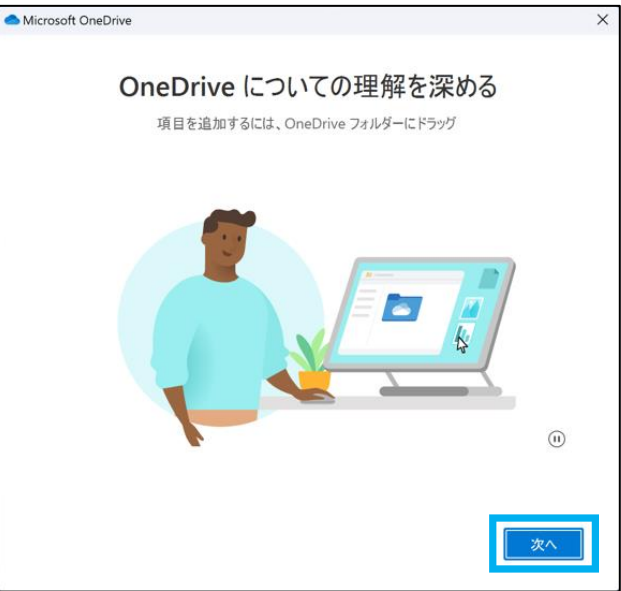 Microsoft OneDrive
OneDrive についての理解を深める
項目を追加するには、OneDrive フォルダーにドラッグ
次へ